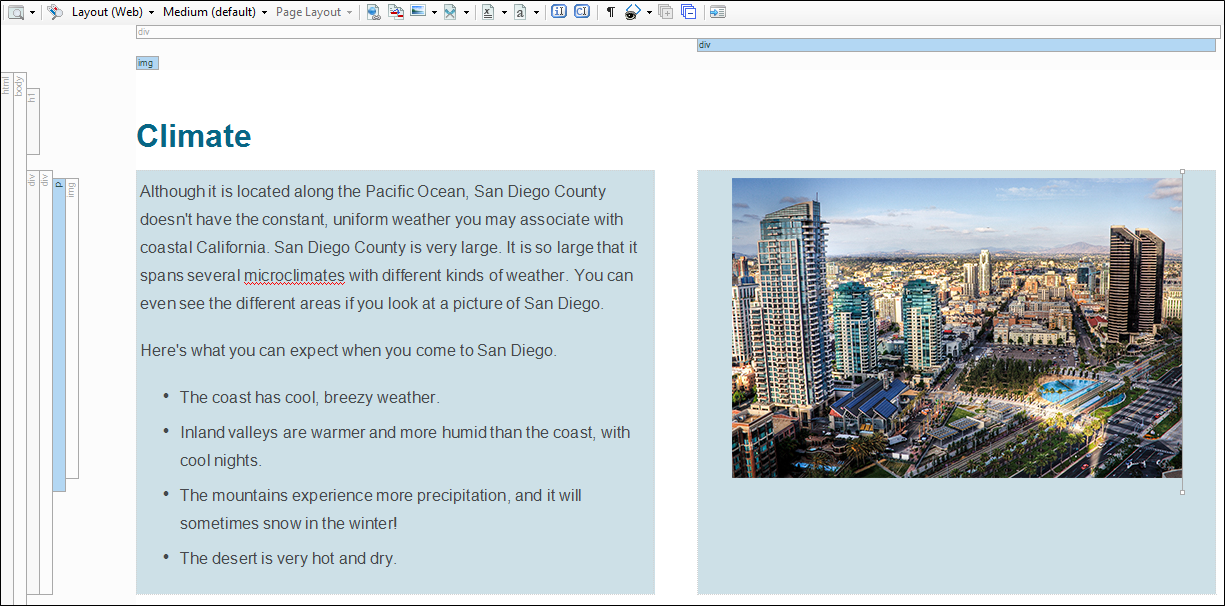 Layout (Web) Medium (default) Page Layout
div
div
img
html
body
h1
div
div
p
img
Climate
Although it is located along the Pacific Ocean, San Diego County
doesn't have the constant, uniform weather you may associate with
coastal California. San Diego County is very large. It is so large that it
spans several microclimates with different kinds of weather. You can
even see the different areas if you look at a picture of San Diego.
Here's what you can expect when you come to San Diego.
• The coast has cool, breezy weather.
• Inland valleys are warmer and more humid than the coast, with
cool nights.
• The mountains experience more precipitation, and it will
sometimes snow in the winter!
• The desert is very hot and dry.